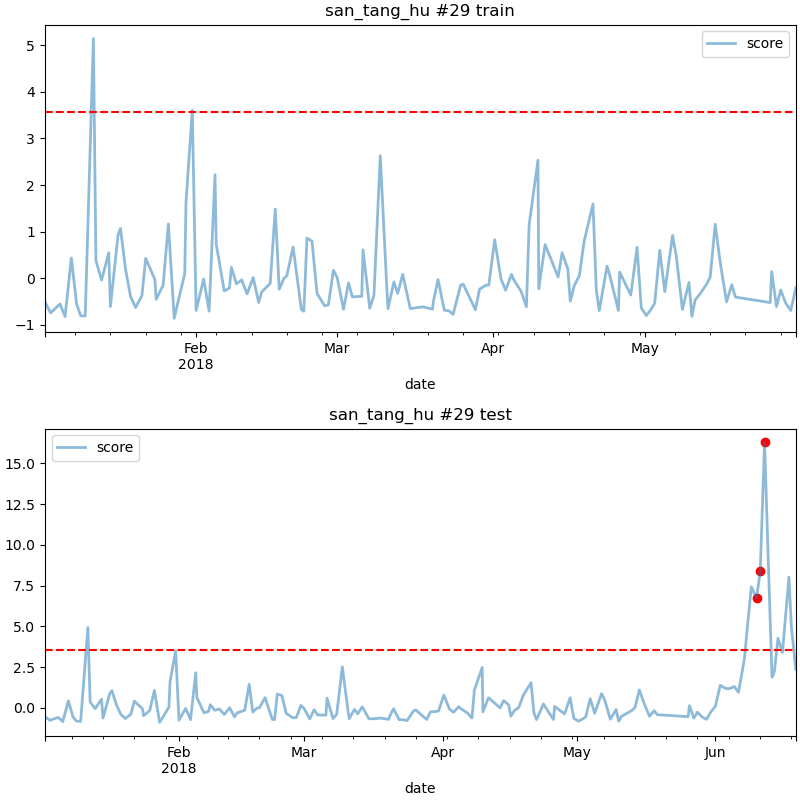 san_tang_hu #29 train
score
5
4
3
2
1
0
−1
Feb
2018
Mar
Apr
May
date
san_tang_hu #29 test
score
15.0
12.5
10.0
7.5
5.0
2.5
0.0
Feb
2018
Mar
Apr
May
Jun
date